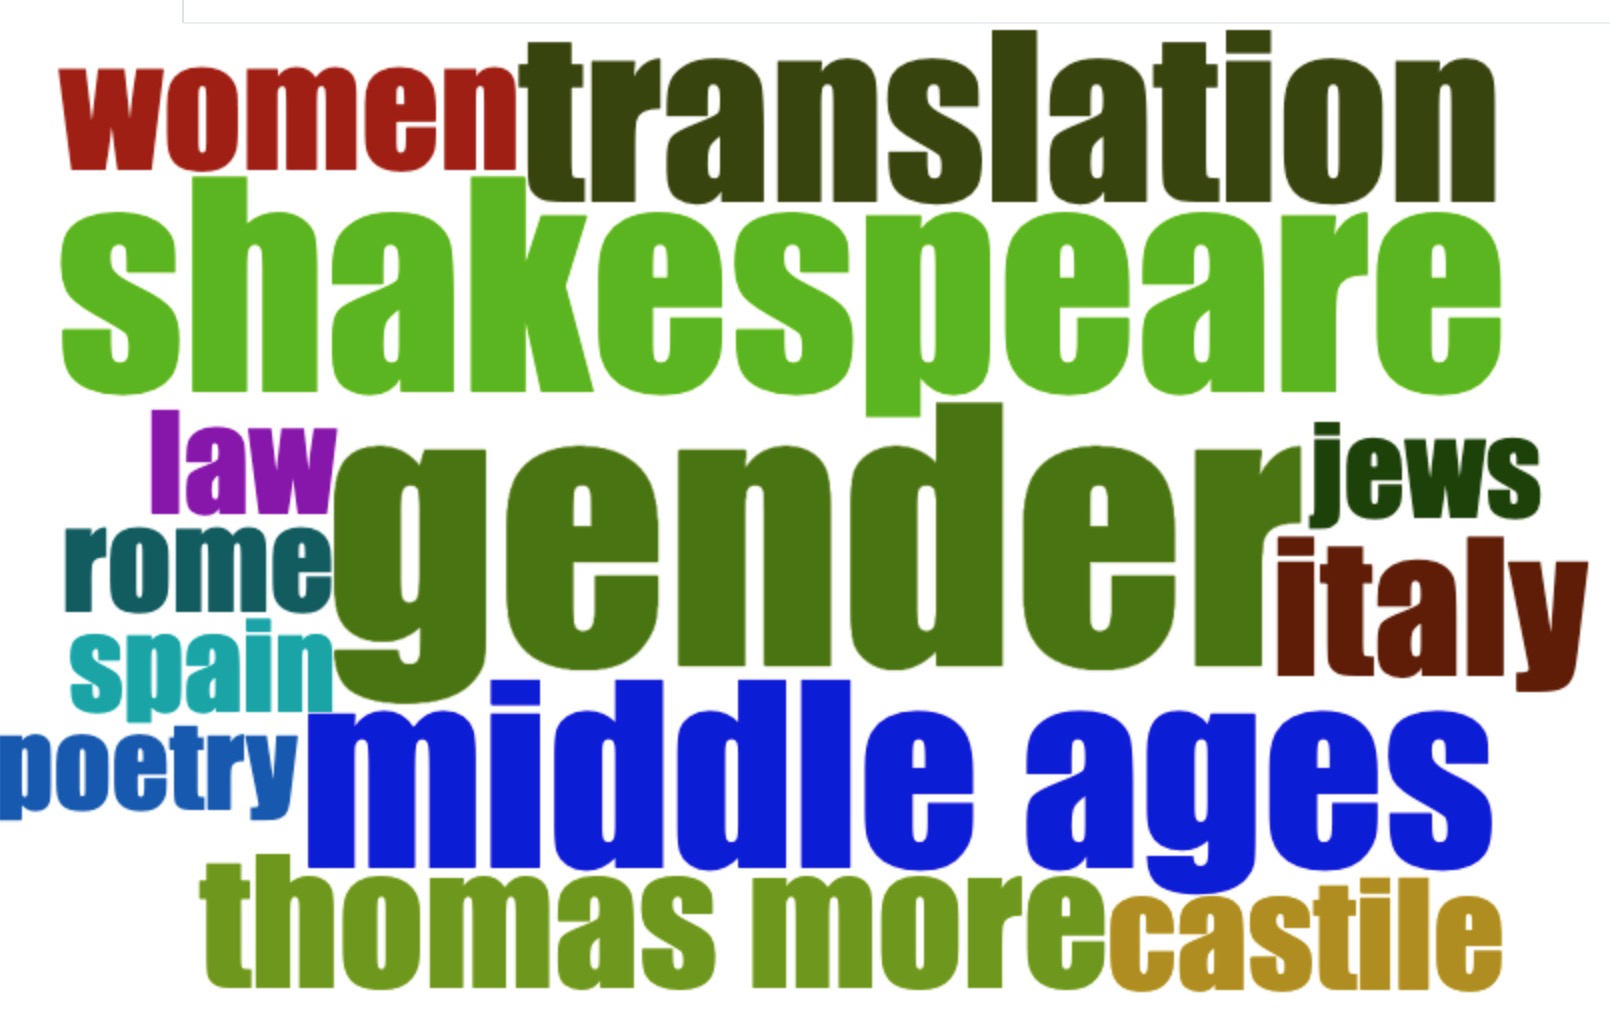 women translation
shakespeare
law gender jews
rome italy
spain
poetry middle ages
thomas more castile